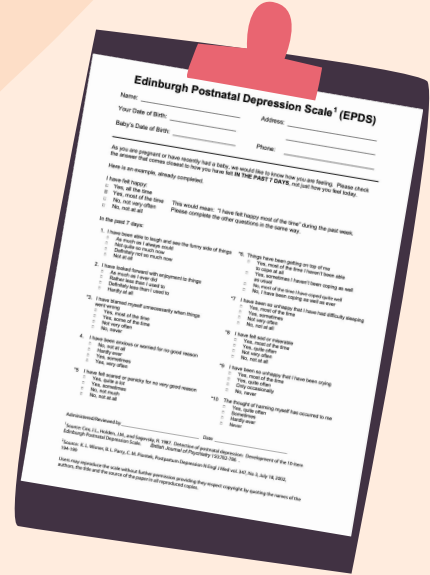 Edinburgh Postnatal Depression Scale¹ (EPDS)
Name:
Address:
Your Date of Birth:
Baby's Date of Birth:
Phone:
As you are pregnant or have recently had a baby, we would like to know how you are feeling. Please check
the answer that comes closest to how you have felt IN THE PAST 7 DAYS, not just how you feel today.
Here is an example, already completed.
I have felt happy:
Yes, all the time
Yes, most of the time This would mean: "I have felt happy most of the time" during the past week.
No, not very often Please complete the other questions in the same way.
No, not at all
In the past 7 days:
1. I have been able to laugh and see the funny side of things
As much as I always could
Not quite so much now
Definitely not so much now
Not at all
2. I have looked forward with enjoyment to things
As much as I ever did
Rather less than I used to
Definitely less than I used to
Hardly at all
*3. I have blamed myself unnecessarily when things
went wrong
Yes, most of the time
Yes, some of the time
Not very often
No, never
4. I have been anxious or worried for no good reason
No, not at all
Hardly ever
Yes, sometimes
Yes, very often
*5 I have felt scared or panicky for no very good reason
Yes, quite a lot
Yes, sometimes
No, not much
No, not at all
*6. Things have been getting on top of me
Yes, most of the time I haven't been able
to cope at all
Yes, sometimes I haven't been coping as well
as usual
No, most of the time I have coped quite well
No, I have been coping as well as ever
*7 I have been so unhappy that I have had difficulty sleeping
Yes, most of the time
Yes, sometimes
Not very often
No, not at all
*8 I have felt sad or miserable
Yes, most of the time
Yes, quite often
Not very often
No, not at all
*9 I have been so unhappy that I have been crying
Yes, most of the time
Yes, quite often
Only occasionally
No, never
*10 The thought of harming myself has occurred to me
Yes, quite often
Sometimes
Hardly ever
Never
Administered/Reviewed by
Date
¹Source: Cox, J.L., Holden, J.M., and Sagovsky, R. 1987. Detection of postnatal depression: Development of the 10-item
Edinburgh Postnatal Depression Scale. British Journal of Psychiatry 150:782-786 .
²Source: K. L. Wisner, B. L. Parry, C. M. Piontek, Postpartum Depression N Engl J Med vol. 347, No 3, July 18, 2002,
194-199
Users may reproduce the scale without further permission providing they respect copyright by quoting the names of the
authors, the title and the source of the paper in all reproduced copies.